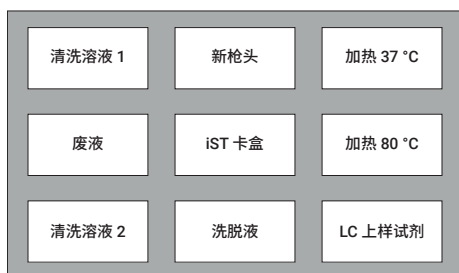 清洗溶液 1
新枪头
加热 37 °C
废液
iST 卡盒
加热 80 °C
清洗溶液 2
洗脱液
LC 上样试剂